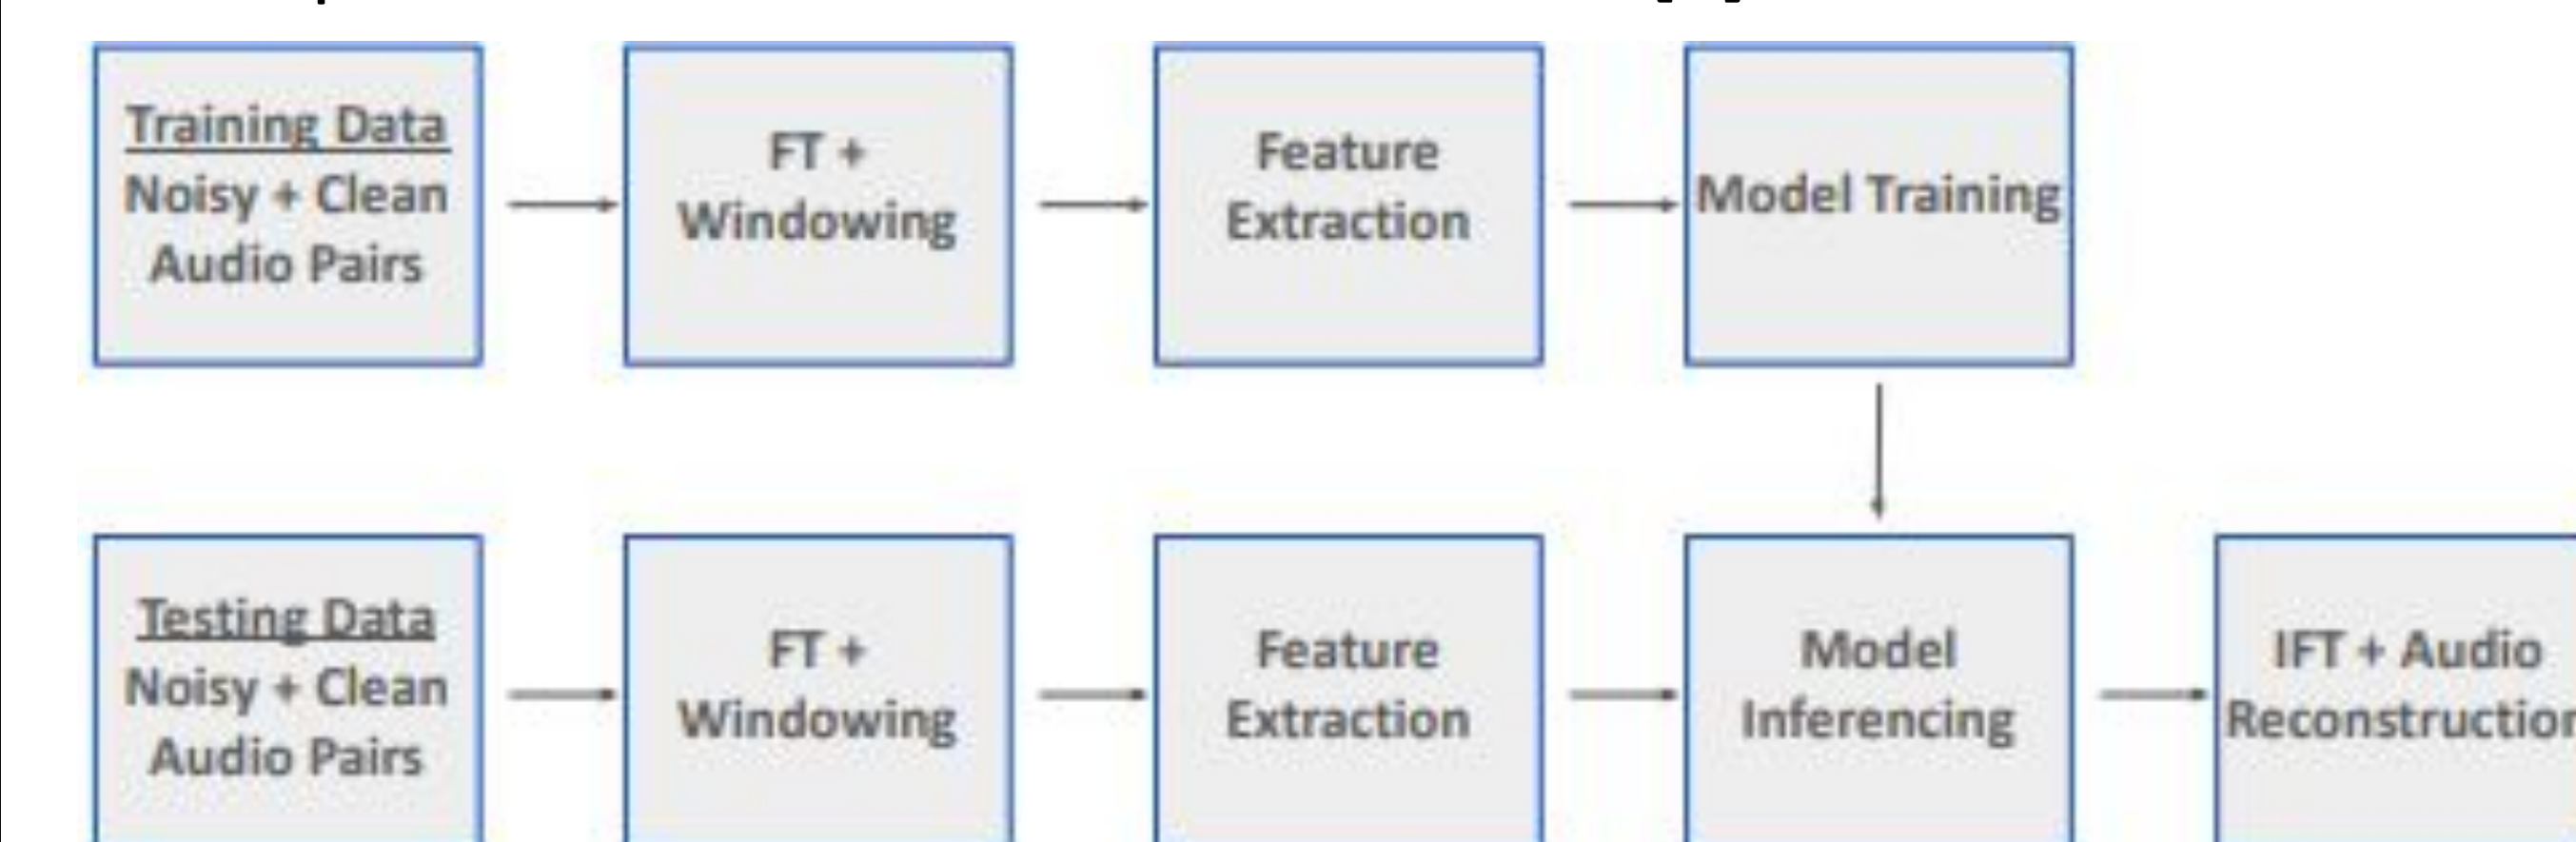 Training Data
Noisy + Clean
Audio Pairs
FT +
Windowing
Feature
Extraction
Model Training
Testing Data
Noisy + Clean
Audio Pairs
FT +
Windowing
Feature
Extraction
Model
Inferencing
IFT + Audio
Reconstruction